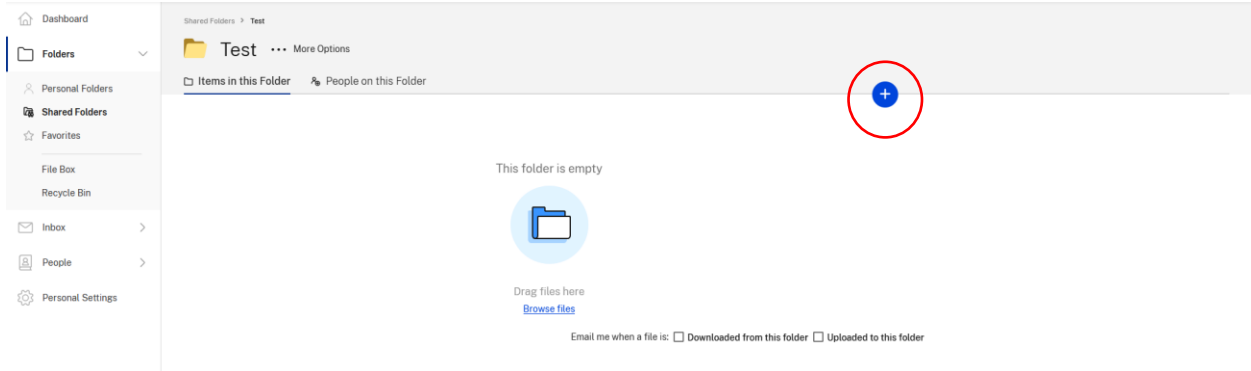 Dashboard
Folders
Personal Folders
Shared Folders
Favorites
File Box
Recycle Bin
Inbox
People
Personal Settings
Shared Folders > Test
Test ••• More Options
Items in this Folder People on this Folder
+
This folder is empty
Drag files here
Browse files
Email me when a file is: Downloaded from this folder Uploaded to this folder